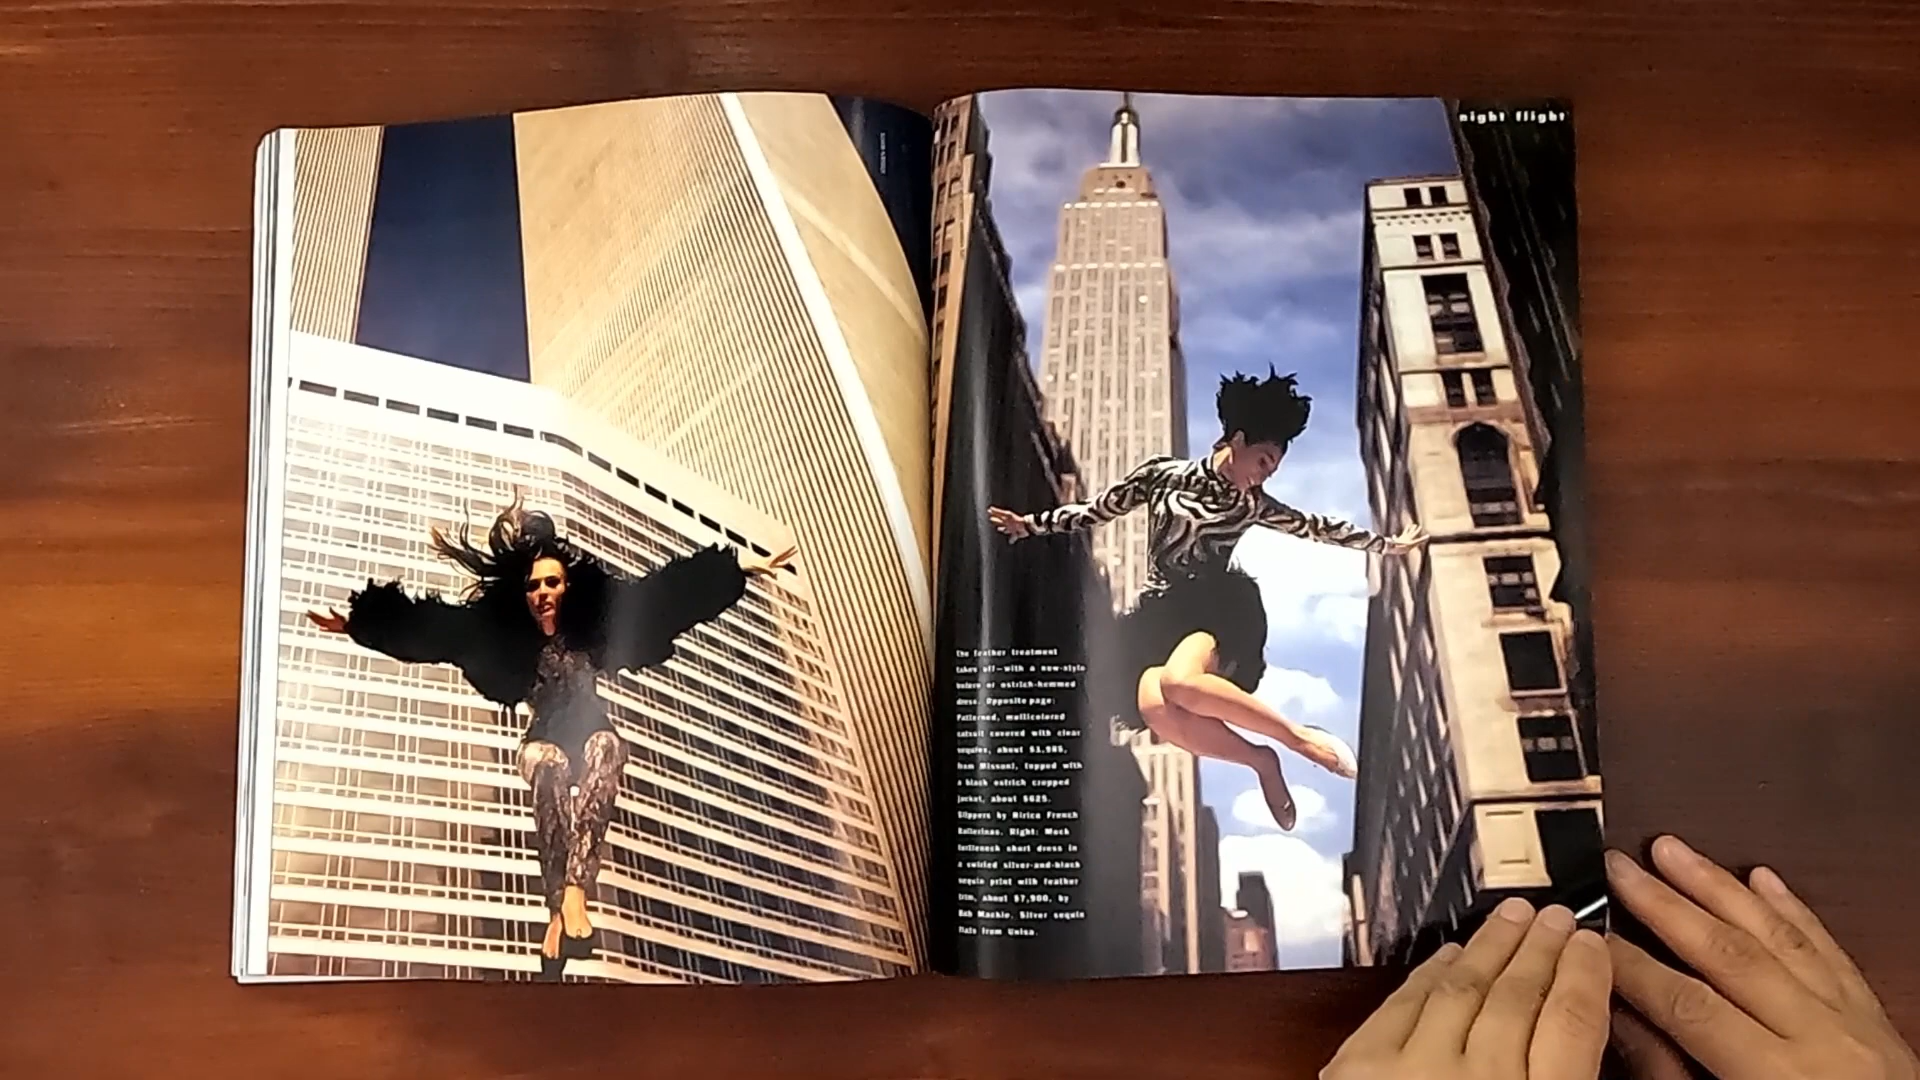 night flight
The feather treatment
takes off—with a new-style
bolero or ostrich-hemmed
dress. Opposite page:
Patterned, multicolored
catsuit covered with clear
sequins, about $1,985,
from Missoni, topped with
a black ostrich cropped
jacket, about $625.
Slippers by French
Ballerinas. Right: Mock
turtleneck short dress in
a swirled silver-and-black
sequin print with feather
trim, about $7,900, by
Bob Mackie. Silver sequin
flats from Unisa.